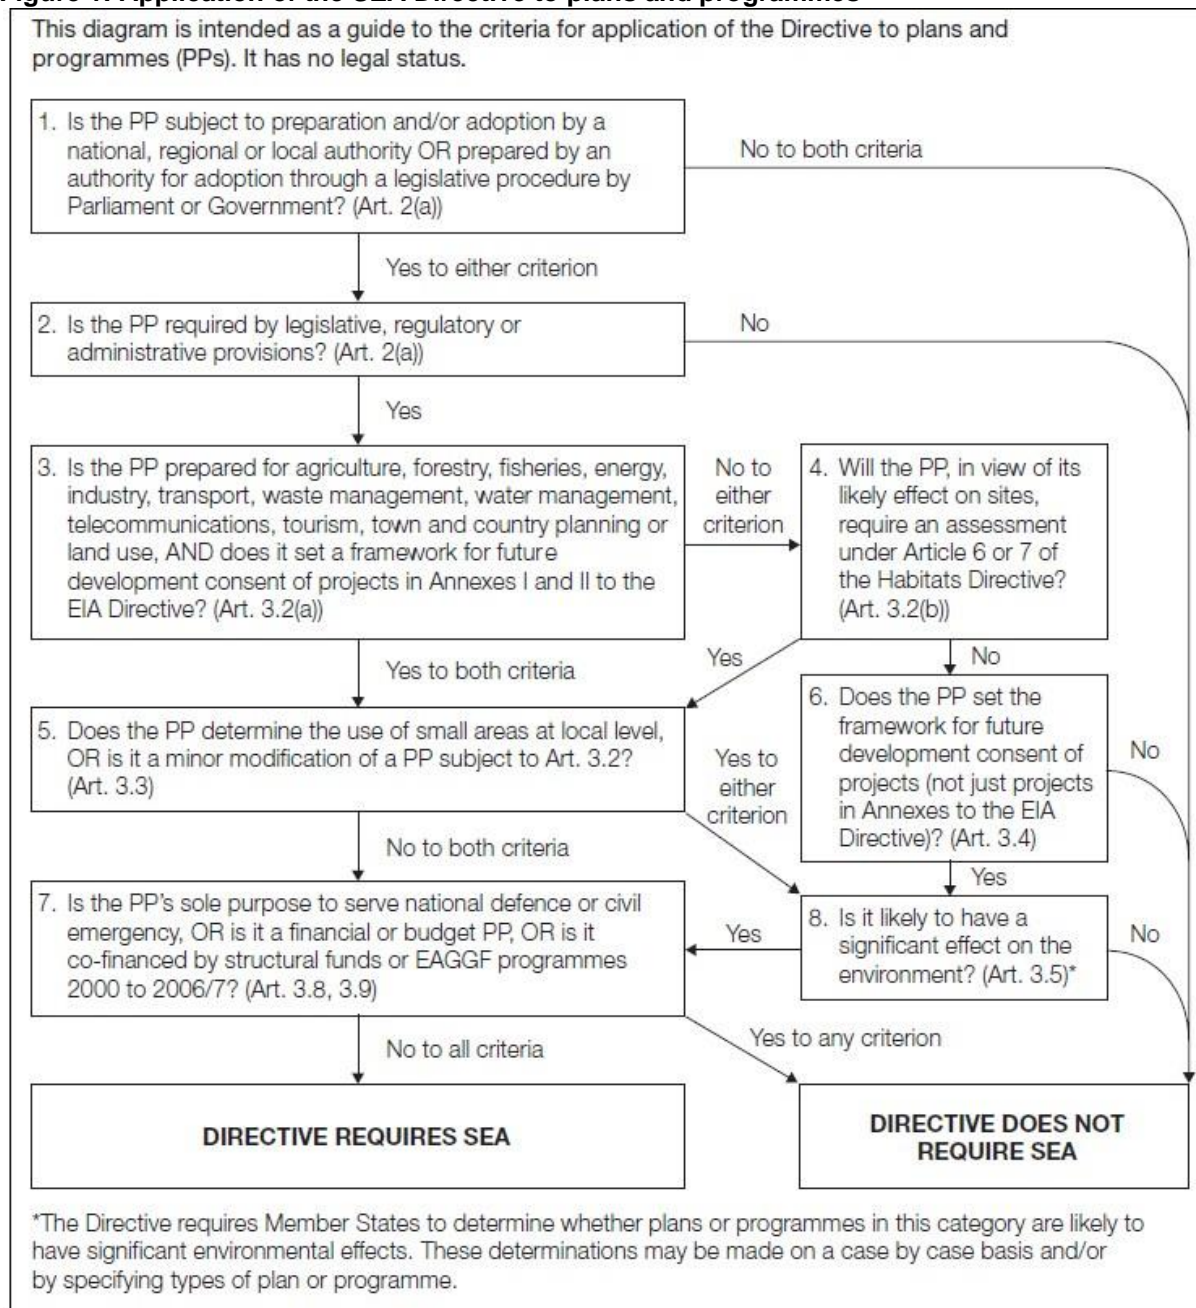 This diagram is intended as a guide to the criteria for application of the Directive to plans and
programmes (PPs). It has no legal status.
1. Is the PP subject to preparation and/or adoption by a
national, regional or local authority OR prepared by an
authority for adoption through a legislative procedure by
Parliament or Government? (Art. 2(a))
No to both criteria
Yes to either criterion
2. Is the PP required by legislative, regulatory or
administrative provisions? (Art. 2(a))
No
Yes
3. Is the PP prepared for agriculture, forestry, fisheries, energy,
industry, transport, waste management, water management,
telecommunications, tourism, town and country planning or
land use, AND does it set a framework for future
development consent of projects in Annexes I and II to the
EIA Directive? (Art. 3.2(a))
No to
either
criterion
4. Will the PP, in view of its
likely effect on sites,
require an assessment
under Article 6 or 7 of
the Habitats Directive?
(Art. 3.2(b))
Yes to both criteria
Yes
No
5. Does the PP determine the use of small areas at local level,
OR is it a minor modification of a PP subject to Art. 3.2?
(Art. 3.3)
Yes to
either
criterion
6. Does the PP set the
framework for future
development consent of
projects (not just projects
in Annexes to the EIA
Directive)? (Art. 3.4)
No
No to both criteria
Yes
7. Is the PP's sole purpose to serve national defence or civil
emergency, OR is it a financial or budget PP, OR is it
co-financed by structural funds or EAGGF programmes
2000 to 2006/7? (Art. 3.8, 3.9)
Yes
8. Is it likely to have a
significant effect on the
environment? (Art. 3.5)*
No
No to all criteria
Yes to any criterion
DIRECTIVE REQUIRES SEA
DIRECTIVE DOES NOT
REQUIRE SEA
*The Directive requires Member States to determine whether plans or programmes in this category are likely to
have significant environmental effects. These determinations may be made on a case by case basis and/or
by specifying types of plan or programme.